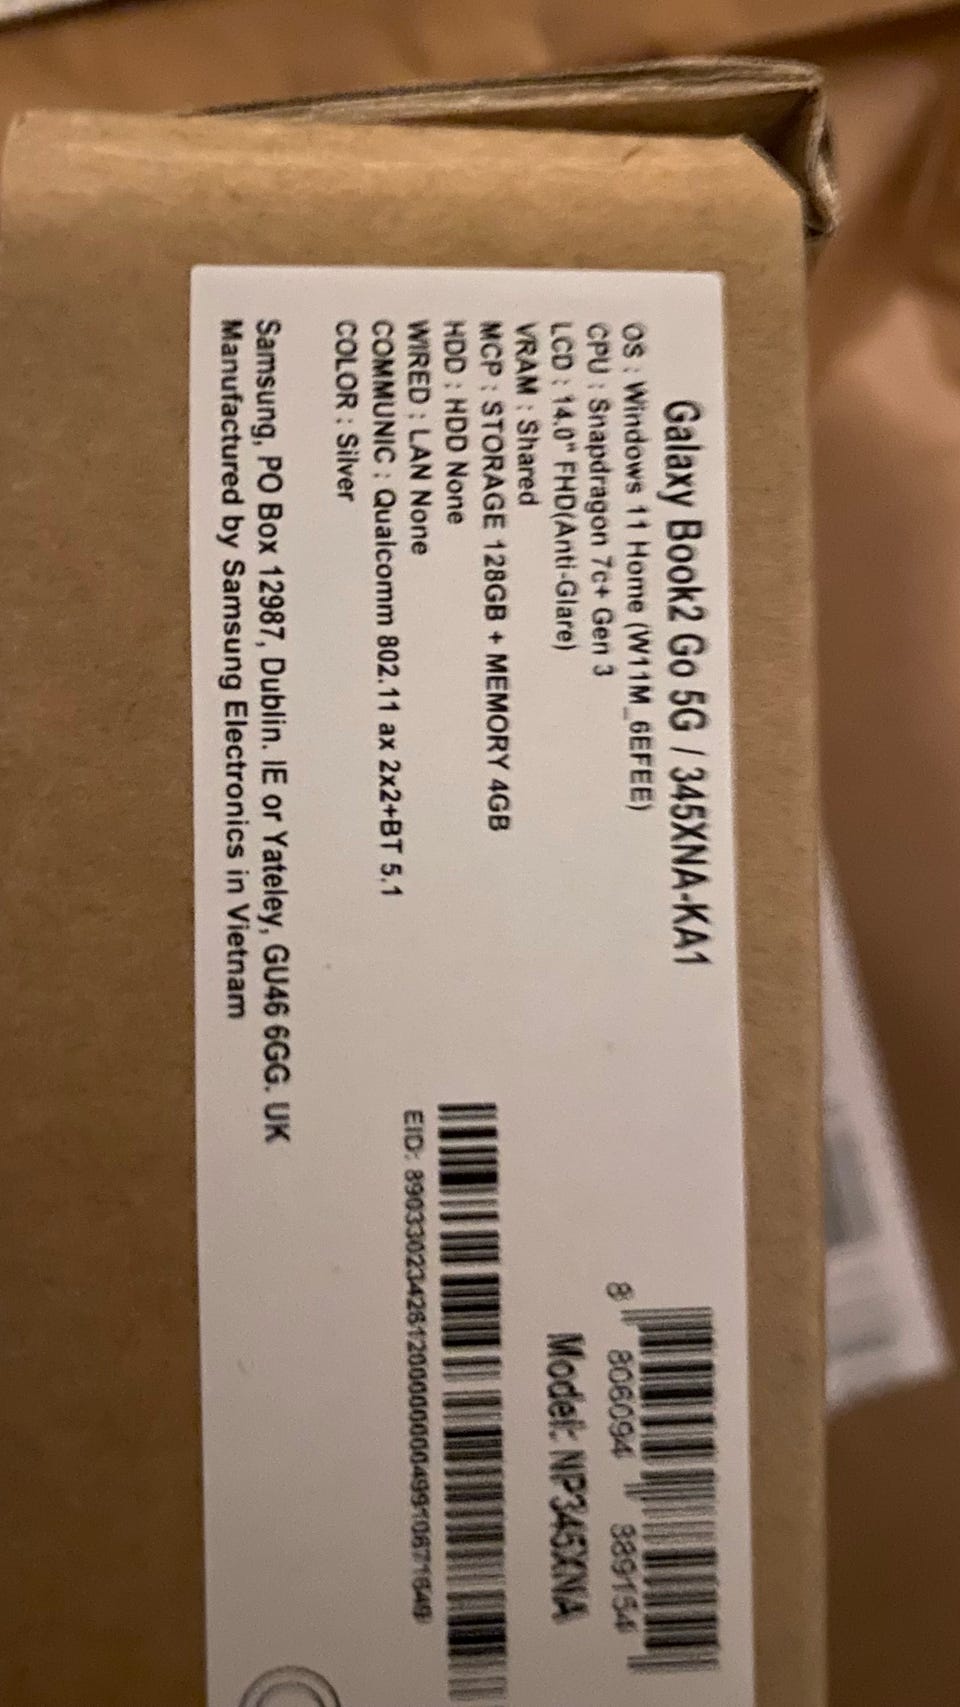 Galaxy Book2 Go 5G / 345XNA-KA1
OS : Windows 11 Home (W11M_6EFEE)
CPU : Snapdragon 7c+ Gen 3
LCD : 14.0" FHD(Anti-Glare)
VRAM : Shared
MCP : STORAGE 128GB + MEMORY 4GB
HDD : HDD None
WIRED : LAN None
COMMUNIC : Qualcomm 802.11 ax 2x2+BT 5.1
COLOR : Silver
Samsung, PO Box 12987, Dublin. IE or Yateley, GU46 6GG. UK
Manufactured by Samsung Electronics in Vietnam
8 806094 889154
Model: NP345XNA
EID: